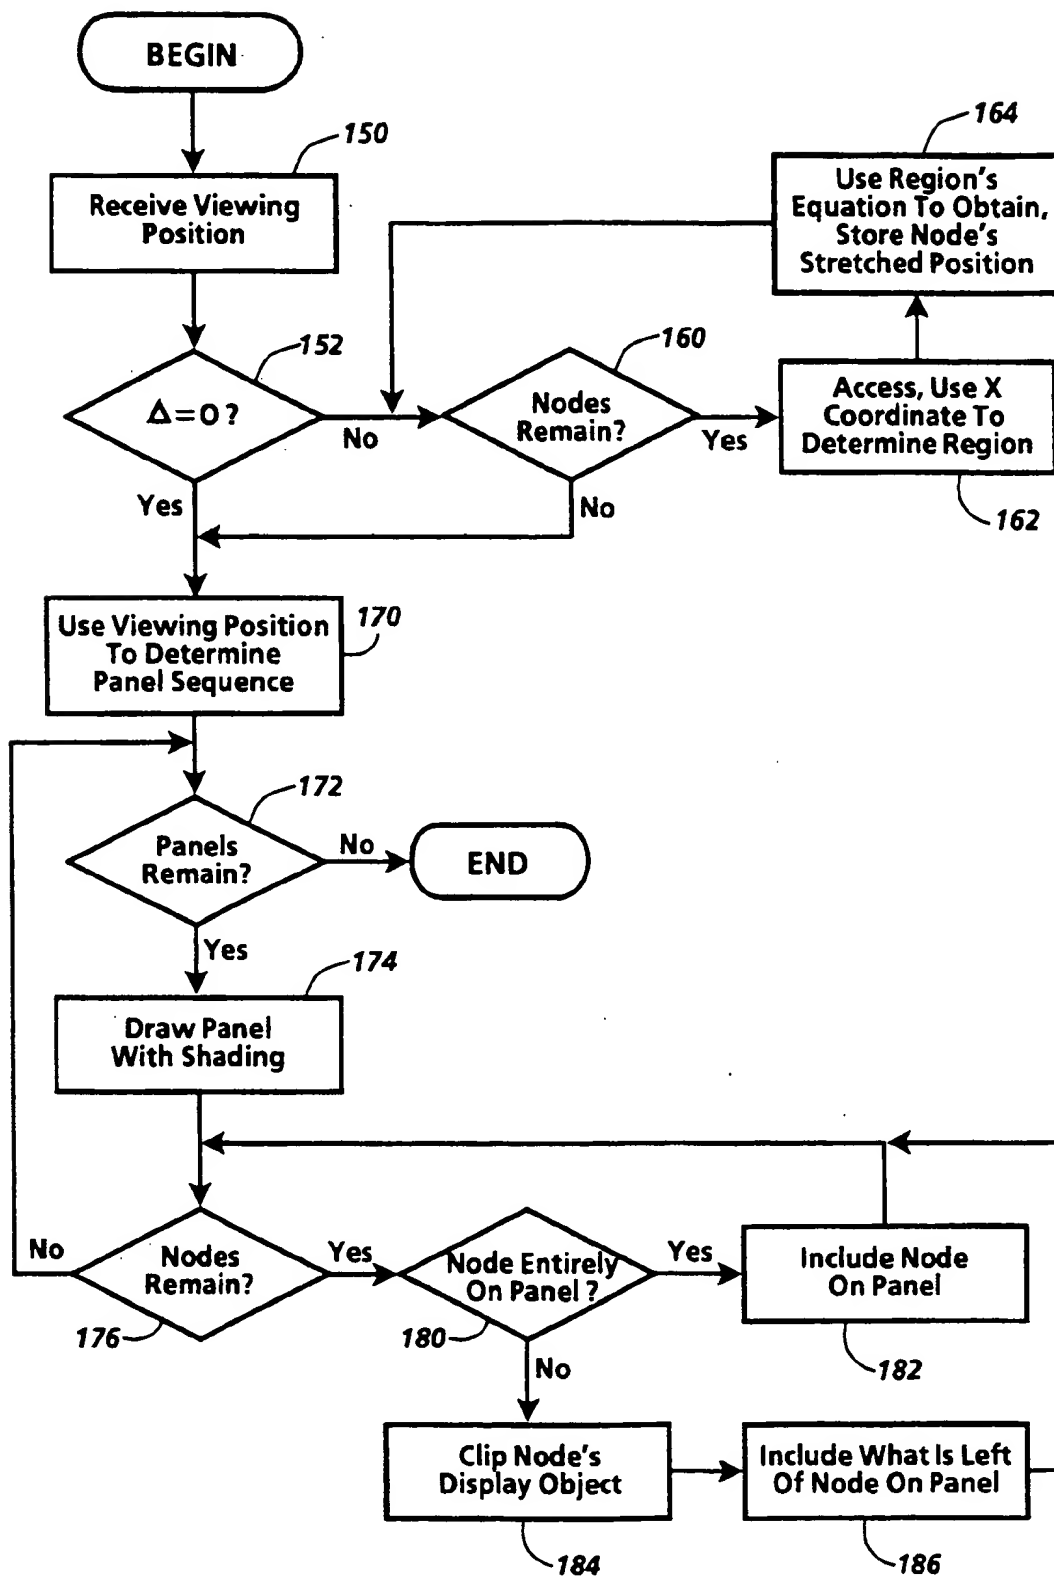 BEGIN
150
Receive Viewing
Position
164
Use Region's
Equation To Obtain,
Store Node's
Stretched Position
152
Δ=0?
No
160
Nodes
Remain?
Yes
Access, Use X
Coordinate To
Determine Region
162
Yes
No
Use Viewing Position
To Determine
Panel Sequence
170
172
Panels
Remain?
No
END
Yes
174
Draw Panel
With Shading
No
Nodes
Remain?
176
Yes
Node Entirely
On Panel ?
180
Yes
Include Node
On Panel
182
No
Clip Node's
Display Object
184
Include What Is Left
Of Node On Panel
186